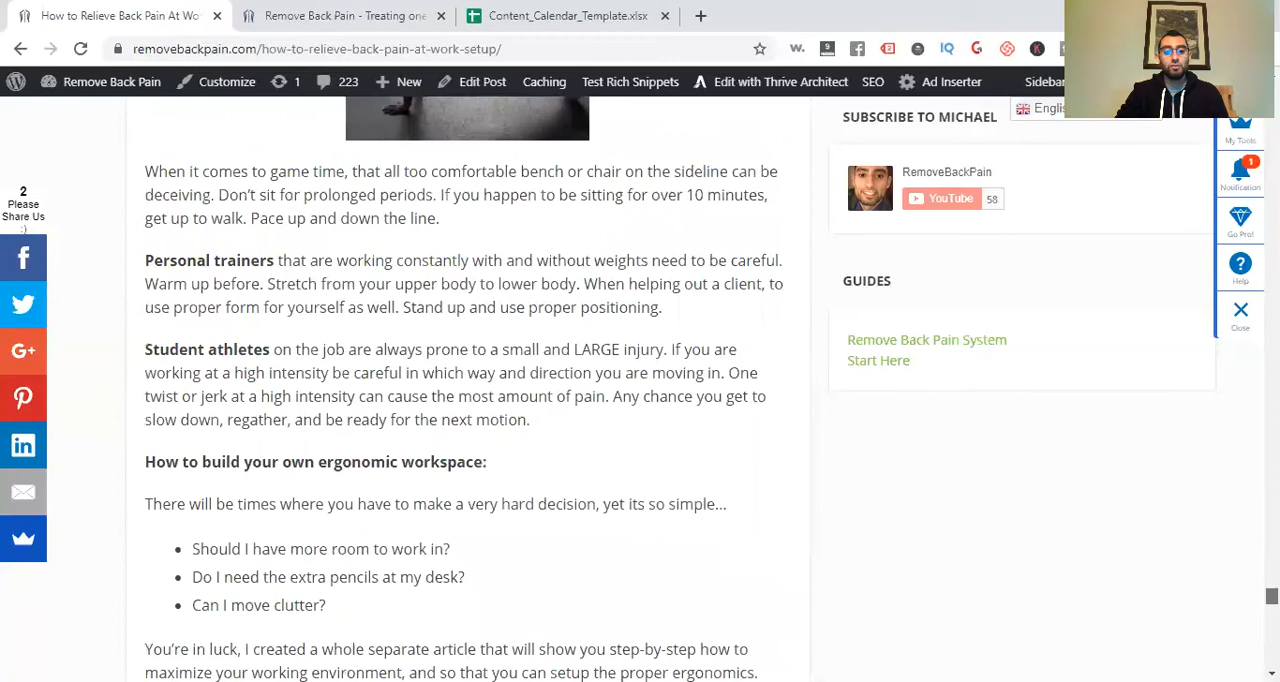 How to Relieve Back Pain At Wo
Remove Back Pain - Treating one
Content_Calendar_Template.xlsx
removebackpain.com/how-to-relieve-back-pain-at-work-setup/
Remove Back Pain
Customize
1
223
New
Edit Post
Caching
Test Rich Snippets
Edit with Thrive Architect
SEO
Ad Inserter
Sidebar
When it comes to game time, that all too comfortable bench or chair on the sideline can be
deceiving. Don't sit for prolonged periods. If you happen to be sitting for over 10 minutes,
get up to walk. Pace up and down the line.
Personal trainers that are working constantly with and without weights need to be careful.
Warm up before. Stretch from your upper body to lower body. When helping out a client, to
use proper form for yourself as well. Stand up and use proper positioning.
Student athletes on the job are always prone to a small and LARGE injury. If you are
working at a high intensity be careful in which way and direction you are moving in. One
twist or jerk at a high intensity can cause the most amount of pain. Any chance you get to
slow down, regather, and be ready for the next motion.
How to build your own ergonomic workspace:
There will be times where you have to make a very hard decision, yet its so simple...
• Should I have more room to work in?
• Do I need the extra pencils at my desk?
• Can I move clutter?
You're in luck, I created a whole separate article that will show you step-by-step how to
maximize your working environment, and so that you can setup the proper ergonomics.
2
Please
Share Us
:)
SUBSCRIBE TO MICHAEL
Engli
RemoveBackPain
YouTube 58
GUIDES
Remove Back Pain System
Start Here
My Tools
1
Notification
Go Pro!
Help
Close